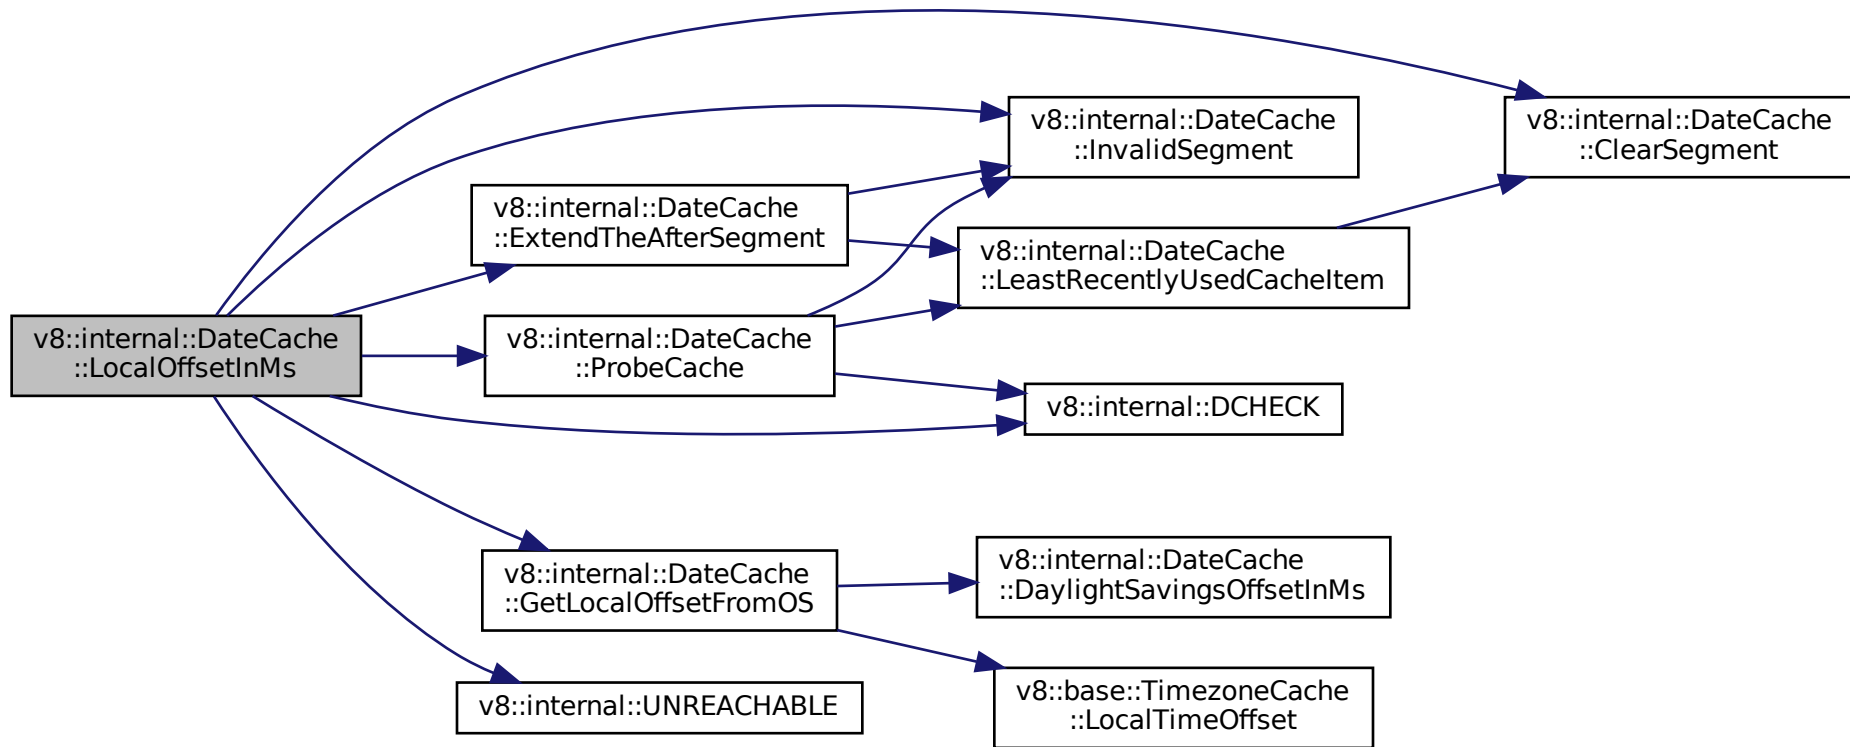 v8::internal::DateCache
::LocalOffsetInMs
v8::internal::DateCache
::ExtendTheAfterSegment
v8::internal::DateCache
::ProbeCache
v8::internal::DateCache
::GetLocalOffsetFromOS
v8::internal::UNREACHABLE
v8::internal::DateCache
::InvalidSegment
v8::internal::DateCache
::LeastRecentlyUsedCacheItem
v8::internal::DCHECK
v8::internal::DateCache
::DaylightSavingsOffsetInMs
v8::base::TimezoneCache
::LocalTimeOffset
v8::internal::DateCache
::ClearSegment